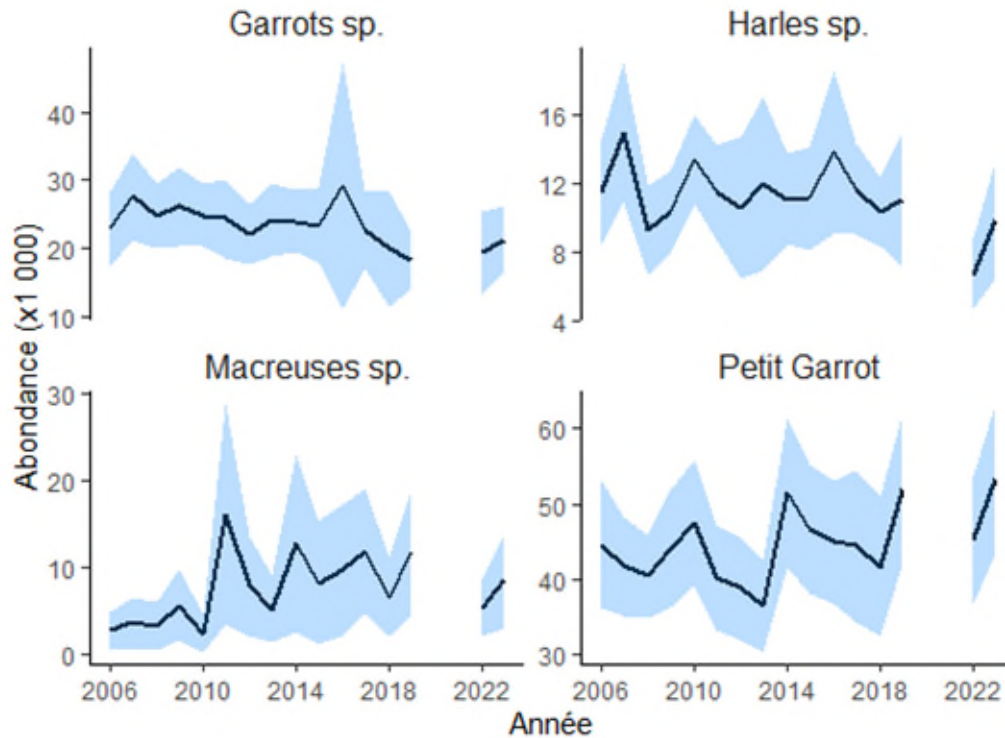 Garrots sp.
Harles sp.
40
30
20
10
16
12
8
4
Abondance (x1 000)
Macreuses sp.
Petit Garrot
30
20
10
0
60
50
40
30
2006 2010 2014 2018 2022
2006 2010 2014 2018 2022
Année